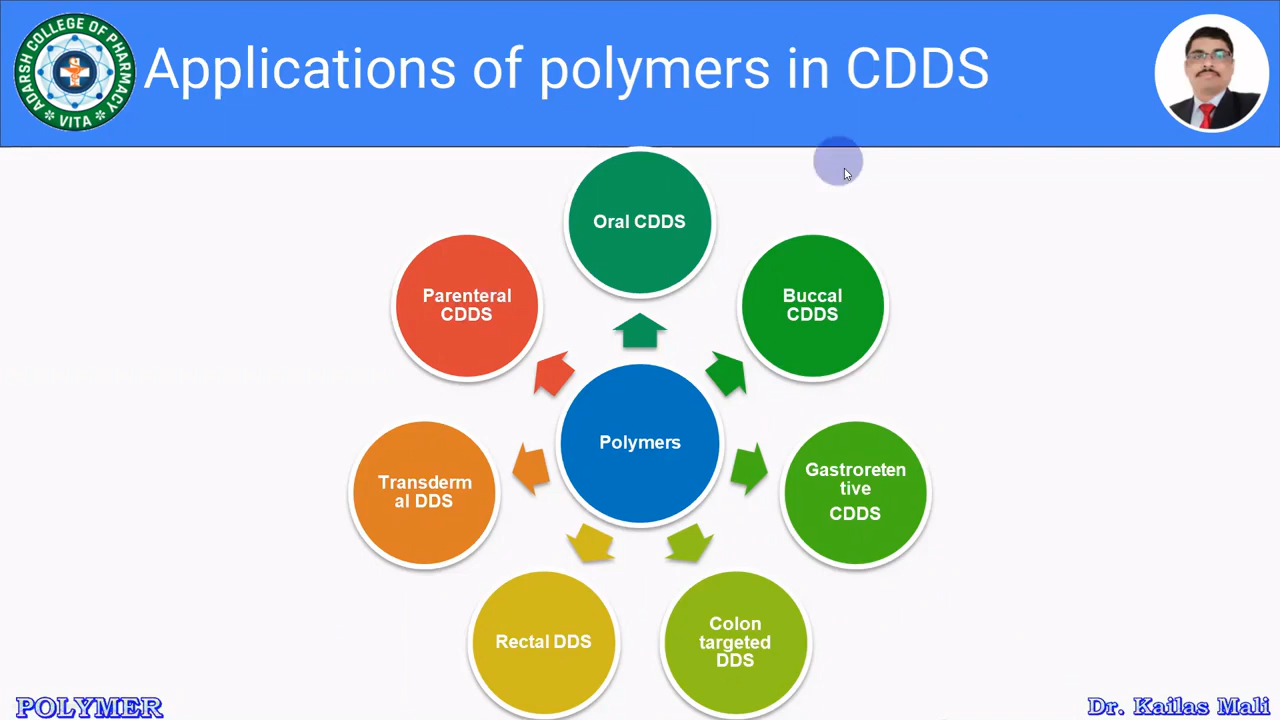 ADARSH COLLEGE OF PHARMACY
VITA
Applications of polymers in CDDS
Oral CDDS
Buccal
CDDS
Gastroreten
tive
CDDS
Colon
targeted
DDS
Rectal DDS
Transderm
al DDS
Parenteral
CDDS
Polymers
POLYMER
Dr. Kailas Mali